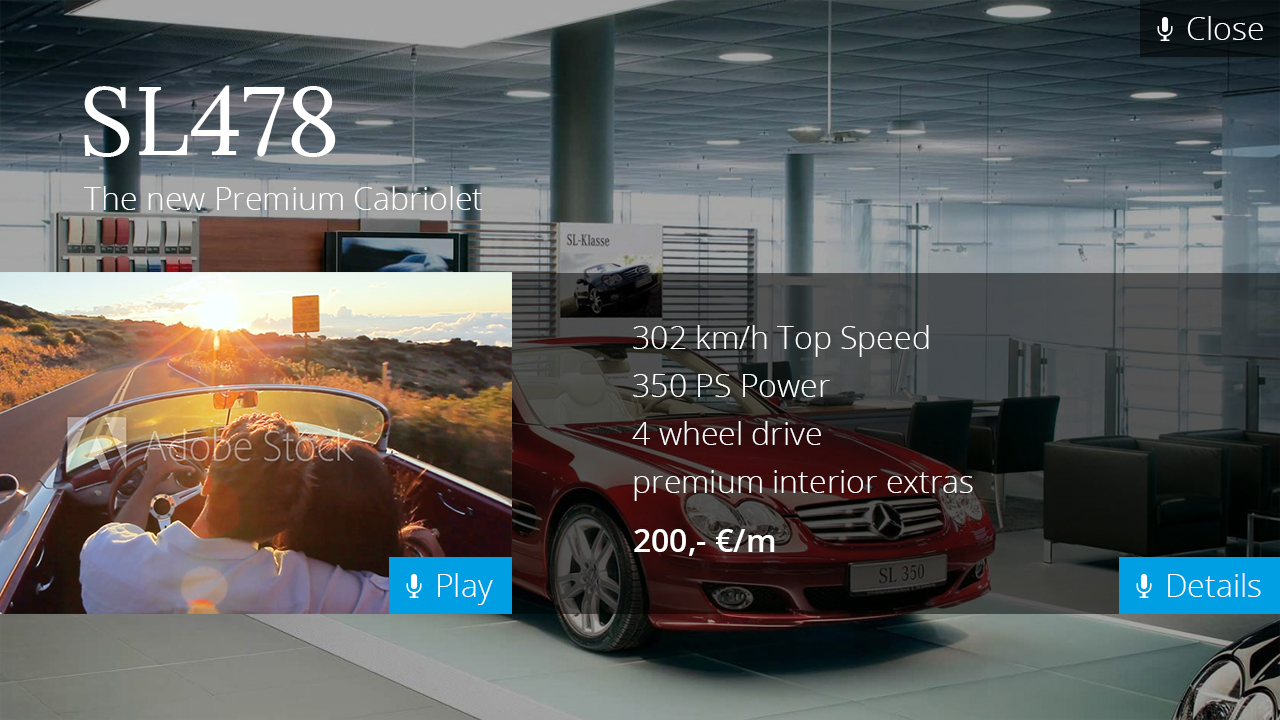 Close
SL478
The new Premium Cabriolet
SL-Klasse
302 km/h Top Speed
350 PS Power
4 wheel drive
premium interior extras
200,- €/m
Adobe Stock
SL 350
Play
Details